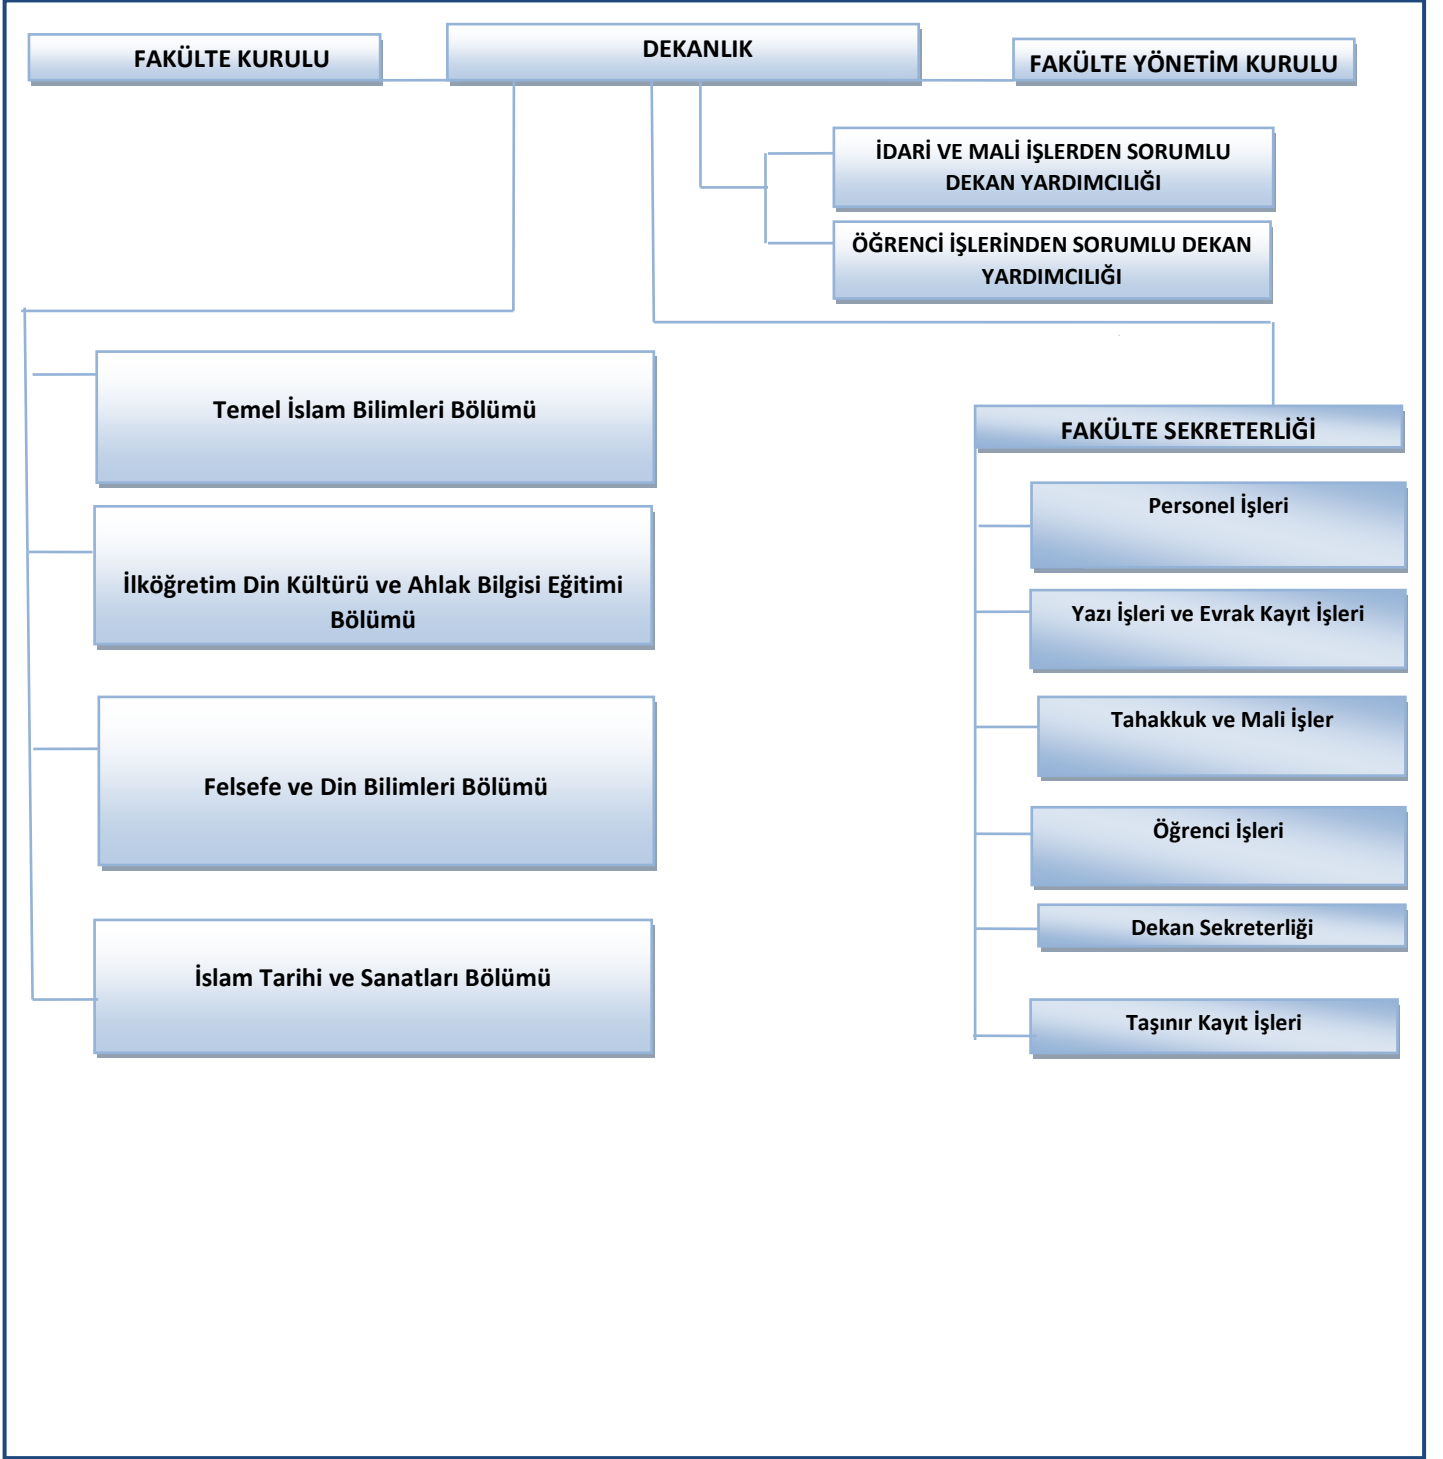 FAKÜLTE KURULU
DEKANLIK
FAKÜLTE YÖNETİM KURULU
İDARİ VE MALİ İŞLERDEN SORUMLU
DEKAN YARDIMCILIĞI
ÖĞRENCİ İŞLERİNDEN SORUMLU DEKAN
YARDIMCILIĞI
Temel İslam Bilimleri Bölümü
İlköğretim Din Kültürü ve Ahlak Bilgisi Eğitimi
Bölümü
Felsefe ve Din Bilimleri Bölümü
İslam Tarihi ve Sanatları Bölümü
FAKÜLTE SEKRETERLİĞİ
Personel İşleri
Yazı İşleri ve Evrak Kayıt İşleri
Tahakkuk ve Mali İşler
Öğrenci İşleri
Dekan Sekreterliği
Taşınır Kayıt İşleri